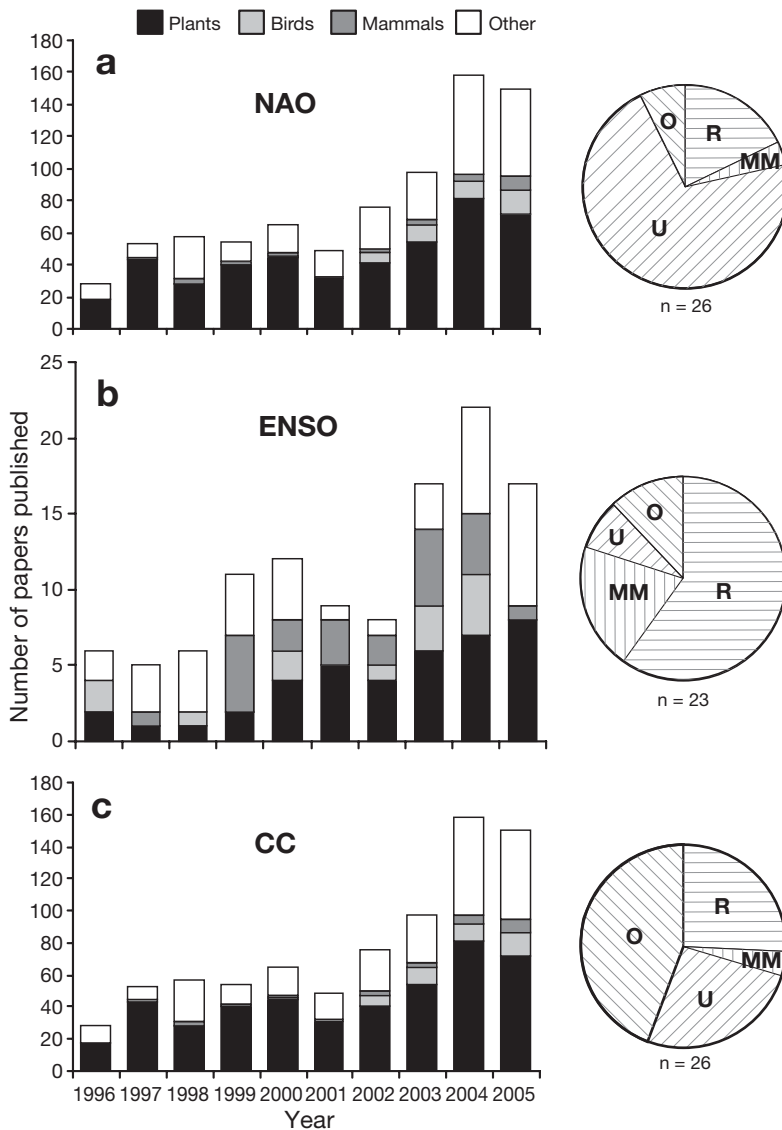 Plants Birds Mammals Other
a
NAO
180
160
140
120
100
80
60
40
20
0
O
R
MM
U
n = 26
b
ENSO
25
20
15
10
5
0
Number of papers published
O
U
MM
R
n = 23
c
CC
180
160
140
120
100
80
60
40
20
0
1996 1997 1998 1999 2000 2001 2002 2003 2004 2005
Year
R
O
MM
U
n = 26